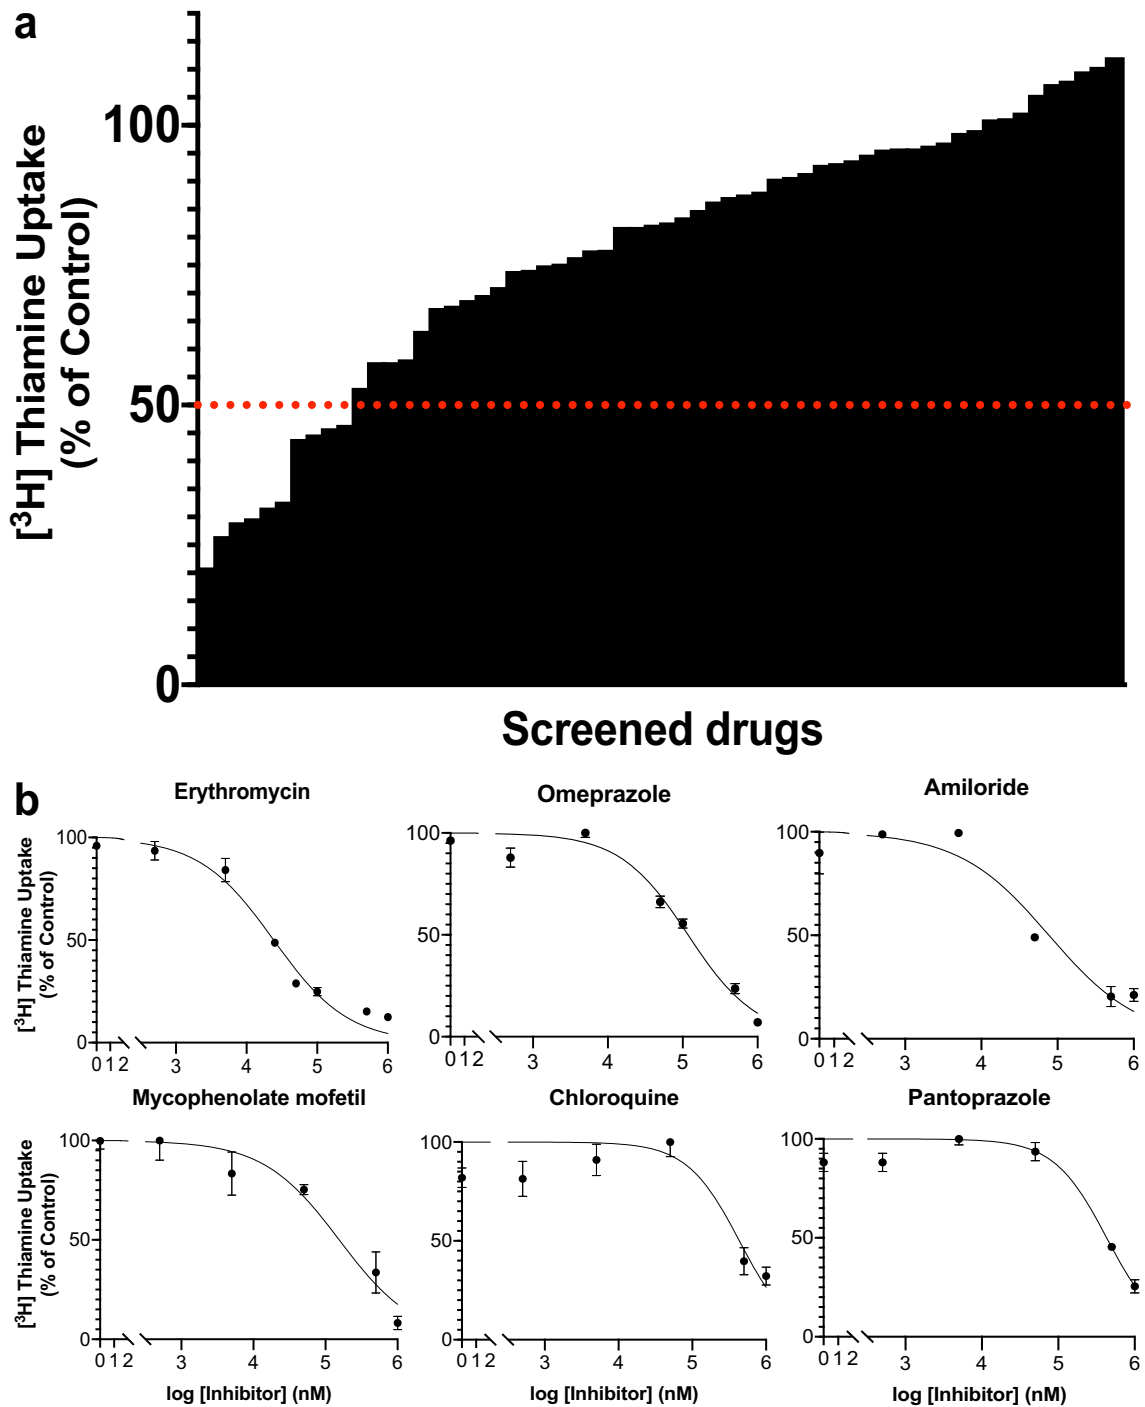 a
[³H] Thiamine Uptake
(% of Control)
100
50
0
Screened drugs
b
Erythromycin
Omeprazole
Amiloride
[³H] Thiamine Uptake
(% of Control)
100
50
0
0 1 2 3 4 5 6
100
50
0
0 1 2 3 4 5 6
100
50
0
0 1 2 3 4 5 6
Mycophenolate mofetil
Chloroquine
Pantoprazole
[³H] Thiamine Uptake
(% of Control)
100
50
0
0 1 2 3 4 5 6
100
50
0
0 1 2 3 4 5 6
100
50
0
0 1 2 3 4 5 6
log [Inhibitor] (nM)
log [Inhibitor] (nM)